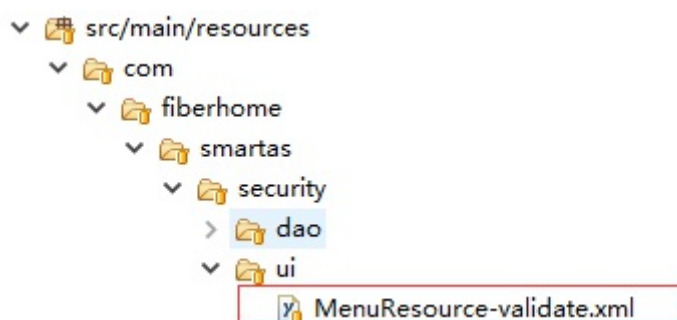 src/main/resources
com
fiberhome
smartas
security
dao
ui
MenuResource-validate.xml